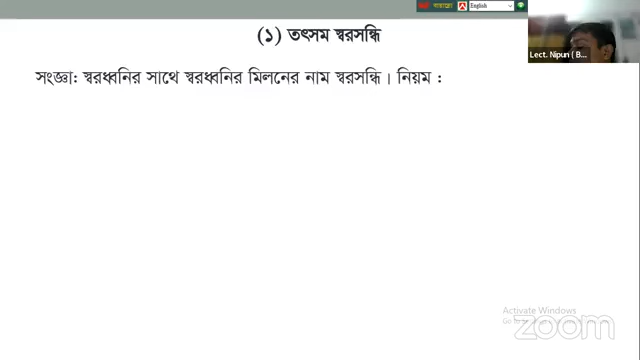 বায়ান্নো English
(১) তৎসম স্বরসন্ধি
Lect. Nipun ( B...
সংজ্ঞা: স্বরধ্বনির সাথে স্বরধ্বনির মিলনের নাম স্বরসন্ধি। নিয়ম :
Activate Windows
zoom